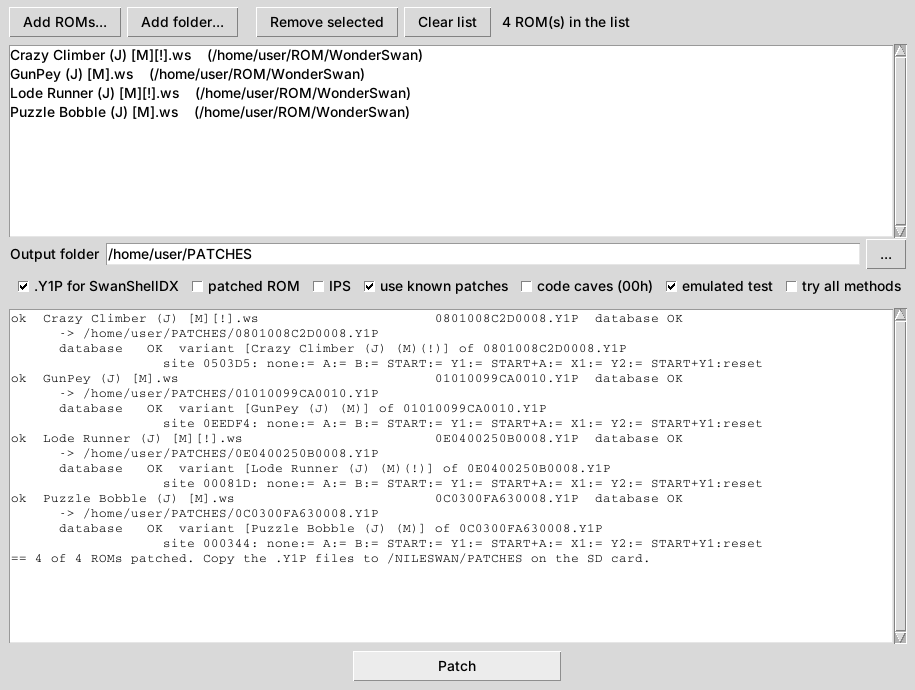 Add ROMs... Add folder... Remove selected Clear list 4 ROM(s) in the list
Crazy Climber (J) [M][!].ws (/home/user/ROM/WonderSwan)
GunPey (J) [M].ws (/home/user/ROM/WonderSwan)
Lode Runner (J) [M][!].ws (/home/user/ROM/WonderSwan)
Puzzle Bobble (J) [M].ws (/home/user/ROM/WonderSwan)
Output folder /home/user/PATCHES ...
.Y1P for SwanShellDX patched ROM IPS use known patches code caves (00h) emulated test try all methods
ok Crazy Climber (J) [M][!].ws 0801008C2D0008.Y1P database OK
-> /home/user/PATCHES/0801008C2D0008.Y1P
database OK variant [Crazy Climber (J) (M)(!)] of 0801008C2D0008.Y1P
site 0503D5: none:= A:= B:= START:= Y1:= START+A:= X1:= Y2:= START+Y1:reset
ok GunPey (J) [M].ws 01010099CA0010.Y1P database OK
-> /home/user/PATCHES/01010099CA0010.Y1P
database OK variant [GunPey (J) (M)] of 01010099CA0010.Y1P
site 0EEDF4: none:= A:= B:= START:= Y1:= START+A:= X1:= Y2:= START+Y1:reset
ok Lode Runner (J) [M][!].ws 0E0400250B0008.Y1P database OK
-> /home/user/PATCHES/0E0400250B0008.Y1P
database OK variant [Lode Runner (J) (M)(!)] of 0E0400250B0008.Y1P
site 00081D: none:= A:= B:= START:= Y1:= START+A:= X1:= Y2:= START+Y1:reset
ok Puzzle Bobble (J) [M].ws 0C0300FA630008.Y1P database OK
-> /home/user/PATCHES/0C0300FA630008.Y1P
database OK variant [Puzzle Bobble (J) (M)] of 0C0300FA630008.Y1P
site 000344: none:= A:= B:= START:= Y1:= START+A:= X1:= Y2:= START+Y1:reset
== 4 of 4 ROMs patched. Copy the .Y1P files to /NILESWAN/PATCHES on the SD card.
Patch